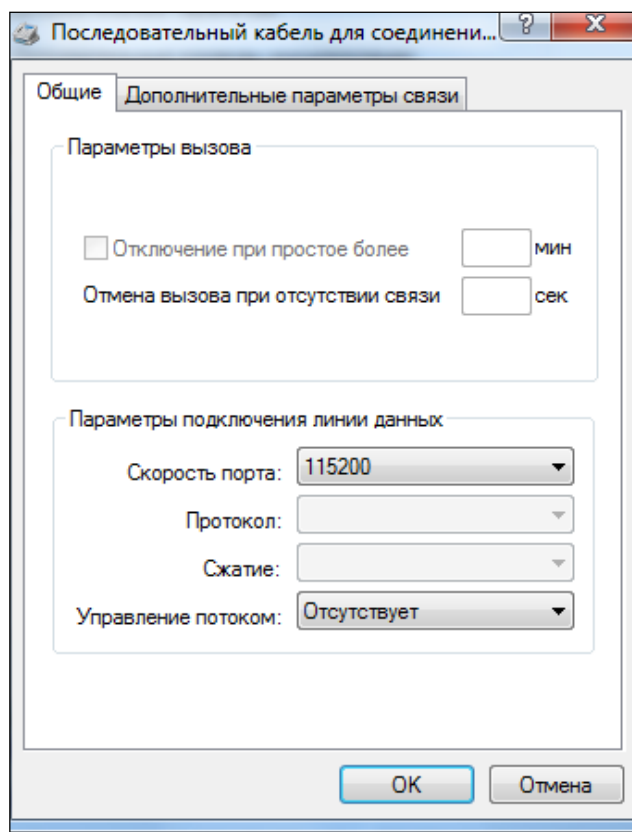 Последовательный кабель для соединени... ?
Общие Дополнительные параметры связи
Параметры вызова
Отключение при простое более мин
Отмена вызова при отсутствии связи сек
Параметры подключения линии данных
Скорость порта: 115200
Протокол:
Сжатие:
Управление потоком: Отсутствует
OK Отмена